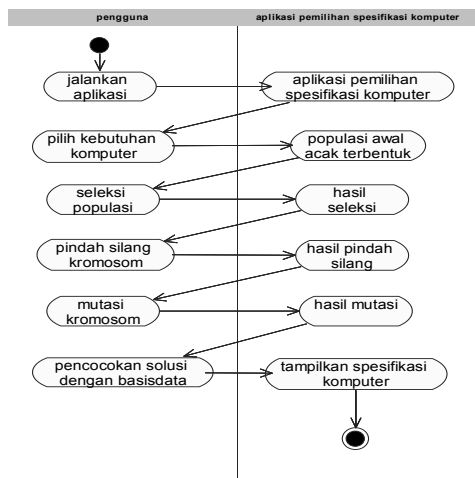 pengguna
aplikasi pemilihan spesifikasi komputer
jalankan
aplikasi
aplikasi pemilihan
spesifikasi komputer
pilih kebutuhan
komputer
populasi awal
acak terbentuk
seleksi
populasi
hasil
seleksi
pindah silang
kromosom
hasil pindah
silang
mutasi
kromosom
hasil mutasi
pencocokan solusi
dengan basisdata
tampilkan spesifikasi
komputer